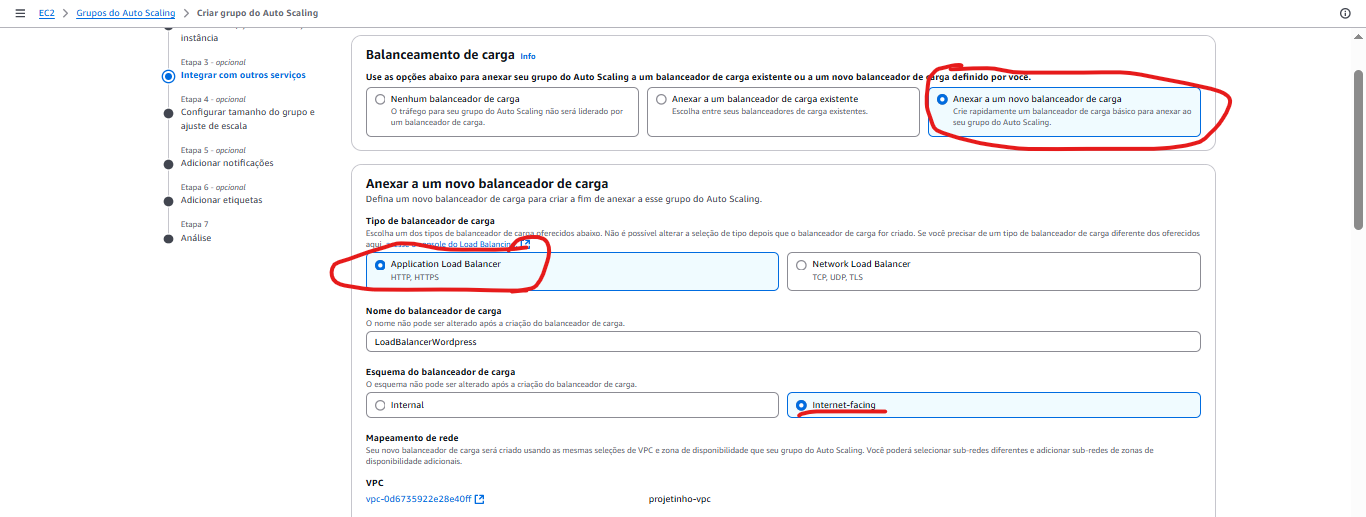 EC2 > Grupos do Auto Scaling > Criar grupo do Auto Scaling
instância
Etapa 3 - opcional
Integrar com outros serviços
Etapa 4 - opcional
Configurar tamanho do grupo e
ajuste de escala
Etapa 5 - opcional
Adicionar notificações
Etapa 6 - opcional
Adicionar etiquetas
Etapa 7
Análise
Balanceamento de carga Info
Use as opções abaixo para anexar seu grupo do Auto Scaling a um balanceador de carga existente ou a um novo balanceador de carga definido por você.
Nenhum balanceador de carga
O tráfego para seu grupo do Auto Scaling não será liderado por
um balanceador de carga.
Anexar a um balanceador de carga existente
Escolha entre seus balanceadores de carga existentes.
Anexar a um novo balanceador de carga
Crie rapidamente um balanceador de carga básico para anexar ao
seu grupo do Auto Scaling.
Anexar a um novo balanceador de carga
Defina um novo balanceador de carga para criar a fim de anexar a esse grupo do Auto Scaling.
Tipo de balanceador de carga
Escolha um dos tipos de balanceador de carga oferecidos abaixo. Não é possível alterar a seleção de tipo depois que o balanceador de carga for criado. Se você precisar de um tipo de balanceador de carga diferente dos oferecidos
aqui, console do Load Balancing
Application Load Balancer
HTTP, HTTPS
Network Load Balancer
TCP, UDP, TLS
Nome do balanceador de carga
O nome não pode ser alterado após a criação do balanceador de carga.
LoadBalancerWordpress
Esquema do balanceador de carga
O esquema não pode ser alterado após a criação do balanceador de carga.
Internal
Internet-facing
Mapeamento de rede
Seu novo balanceador de carga será criado usando as mesmas seleções de VPC e zona de disponibilidade que seu grupo do Auto Scaling. Você poderá selecionar sub-redes diferentes e adicionar sub-redes de zonas de
disponibilidade adicionais.
VPC
vpc-0d6735922e28e40ff
projetinho-vpc